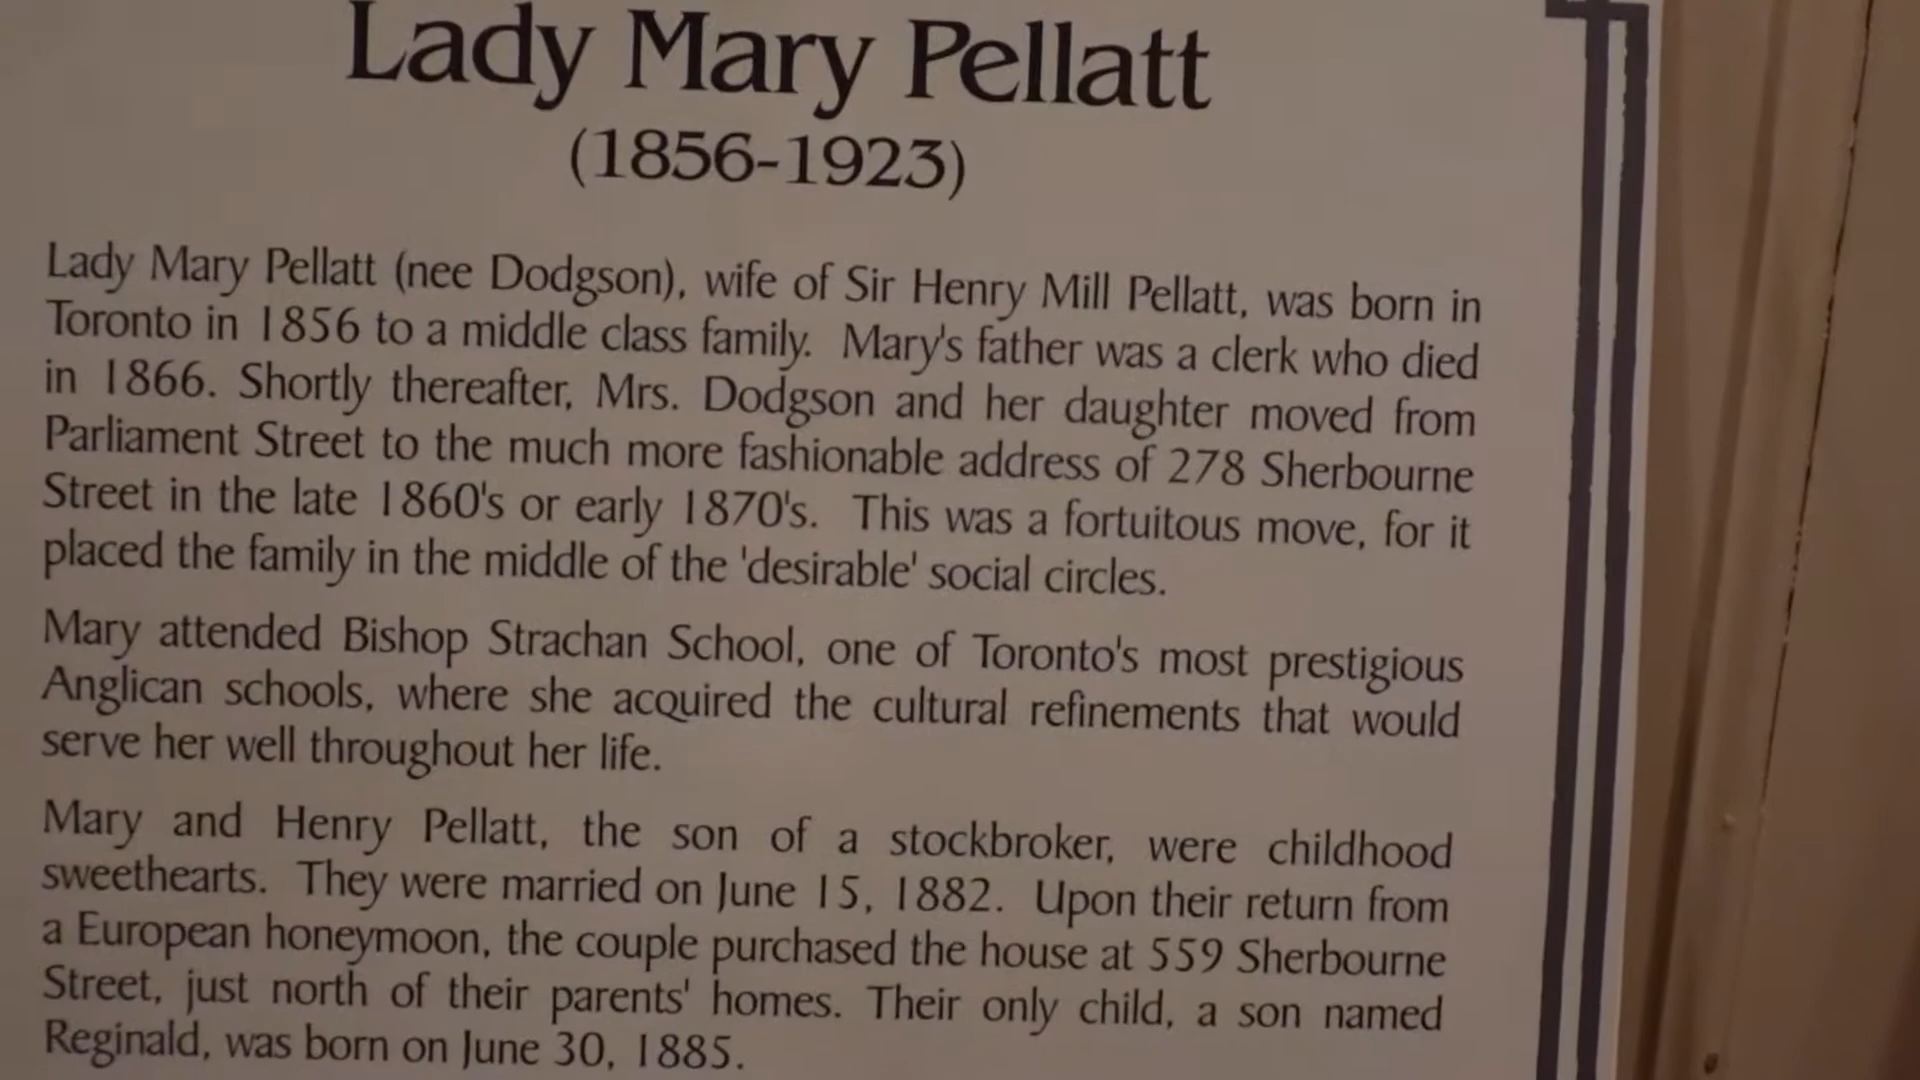 Lady Mary Pellatt
(1856-1923)
Lady Mary Pellatt (nee Dodgson), wife of Sir Henry Mill Pellatt, was born in
Toronto in 1856 to a middle class family. Mary's father was a clerk who died
in 1866. Shortly thereafter, Mrs. Dodgson and her daughter moved from
Parliament Street to the much more fashionable address of 278 Sherbourne
Street in the late 1860's or early 1870's. This was a fortuitous move, for it
placed the family in the middle of the 'desirable' social circles.
Mary attended Bishop Strachan School, one of Toronto's most prestigious
Anglican schools, where she acquired the cultural refinements that would
serve her well throughout her life.
Mary and Henry Pellatt, the son of a stockbroker, were childhood
sweethearts. They were married on June 15, 1882. Upon their return from
a European honeymoon, the couple purchased the house at 559 Sherbourne
Street, just north of their parents' homes. Their only child, a son named
Reginald, was born on June 30, 1885.